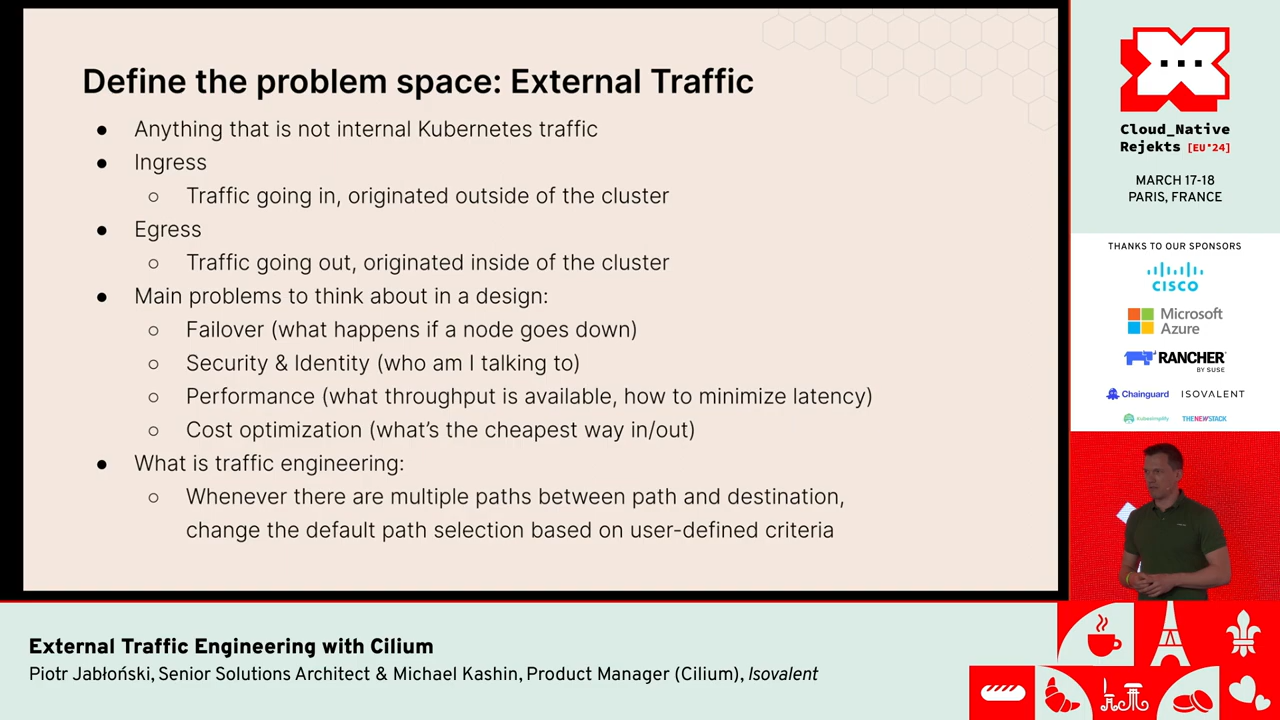 Define the problem space: External Traffic
● Anything that is not internal Kubernetes traffic
● Ingress
○ Traffic going in, originated outside of the cluster
● Egress
○ Traffic going out, originated inside of the cluster
● Main problems to think about in a design:
○ Failover (what happens if a node goes down)
○ Security & Identity (who am I talking to)
○ Performance (what throughput is available, how to minimize latency)
○ Cost optimization (what's the cheapest way in/out)
● What is traffic engineering:
○ Whenever there are multiple paths between path and destination,
change the default path selection based on user-defined criteria
Cloud_Native
Rejekts [EU'24]
MARCH 17-18
PARIS, FRANCE
THANKS TO OUR SPONSORS
CISCO
Microsoft
Azure
RANCHER
BY SUSE
Chainguard ISOVALENT
kubesimplify THENEWSTACK
External Traffic Engineering with Cilium
Piotr Jabłoński, Senior Solutions Architect & Michael Kashin, Product Manager (Cilium), Isovalent